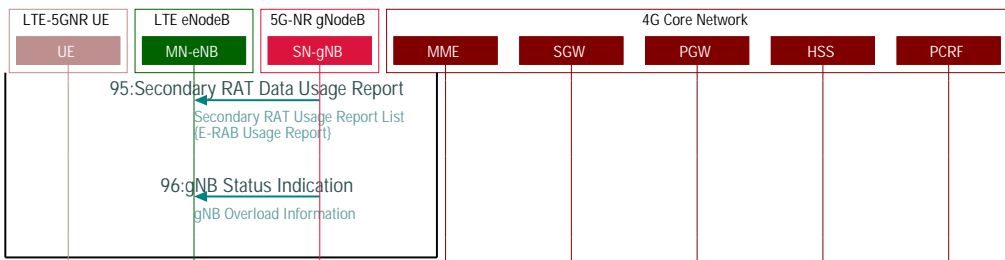 LTE-5GNR UE LTE eNodeB 5G-NR gNodeB 4G Core Network
UE MN-eNB SN-gNB MME SGW PGW HSS PCRF
95:Secondary RAT Data Usage Report
Secondary RAT Usage Report List
{E-RAB Usage Report}
96:gNB Status Indication
gNB Overload Information